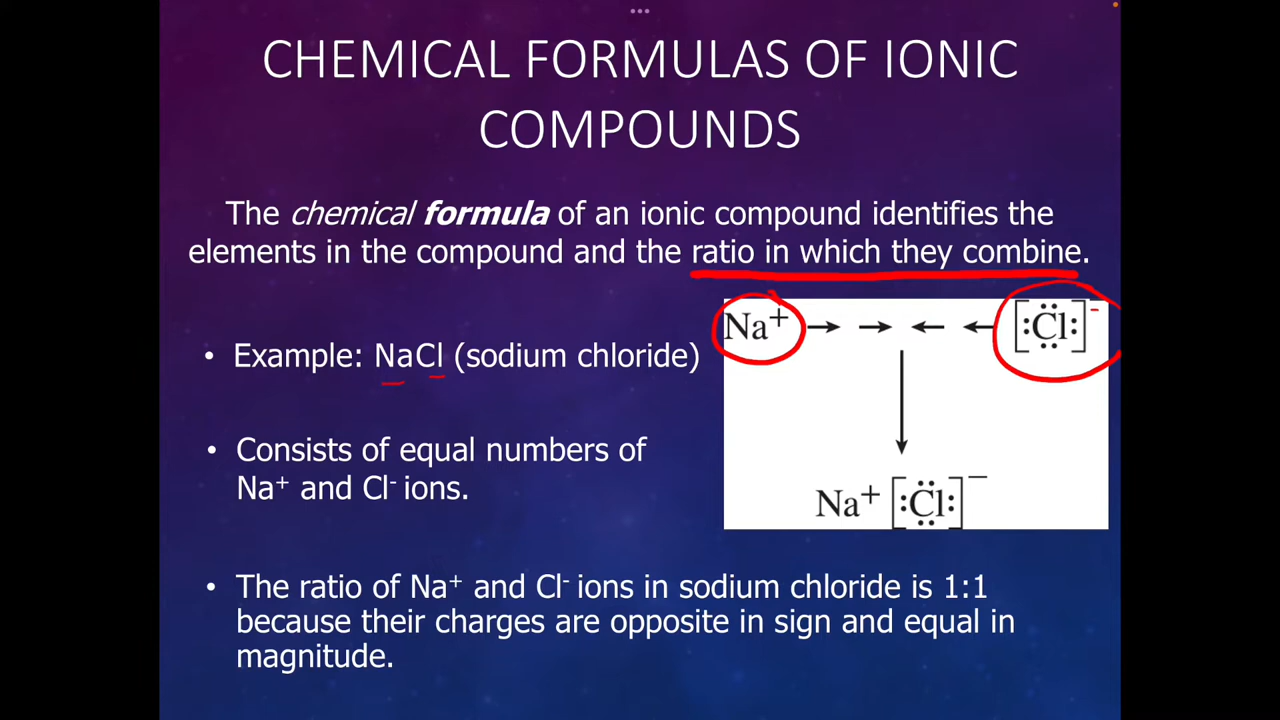 CHEMICAL FORMULAS OF IONIC
COMPOUNDS
The chemical formula of an ionic compound identifies the
elements in the compound and the ratio in which they combine.
• Example: NaCl (sodium chloride)
• Consists of equal numbers of
Na⁺ and Cl⁻ ions.
Na⁺ → → ← ← [:C̈l:]⁻
Na⁺ [:C̈l:]⁻
• The ratio of Na⁺ and Cl⁻ ions in sodium chloride is 1:1
because their charges are opposite in sign and equal in
magnitude.